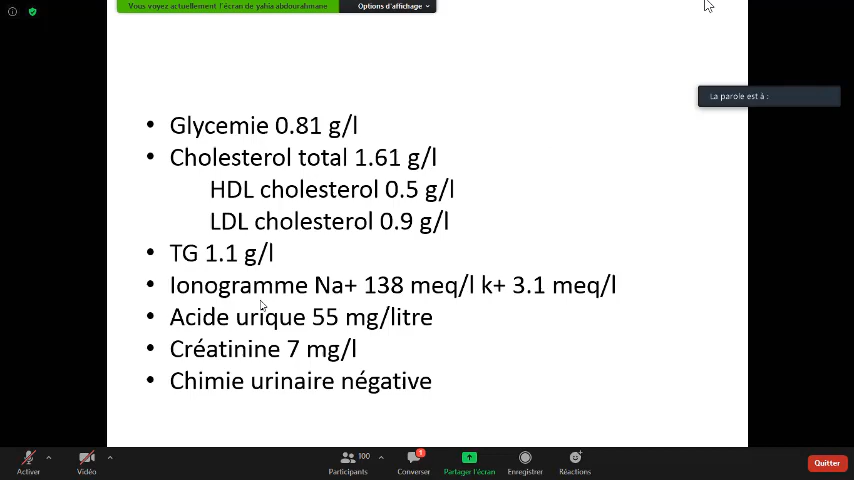 Vous voyez actuellement l'écran de yahia abdourahmane
Options d'affichage
La parole est à :
• Glycemie 0.81 g/l
• Cholesterol total 1.61 g/l
HDL cholesterol 0.5 g/l
LDL cholesterol 0.9 g/l
• TG 1.1 g/l
• Ionogramme Na+ 138 meq/l k+ 3.1 meq/l
• Acide urique 55 mg/litre
• Créatinine 7 mg/l
• Chimie urinaire négative
Activer
Vidéo
100
Participants
Converser
Partager l'écran
Enregistrer
Réactions
Quitter